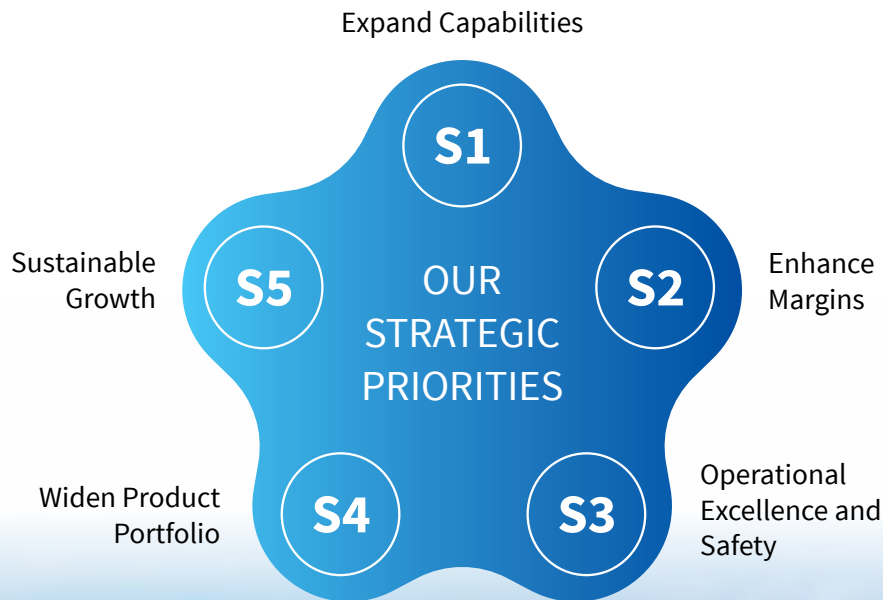 Expand Capabilities
S1
Sustainable
Growth
S5
OUR
STRATEGIC
PRIORITIES
S2
Enhance
Margins
Widen Product
Portfolio
S4
S3
Operational
Excellence and
Safety